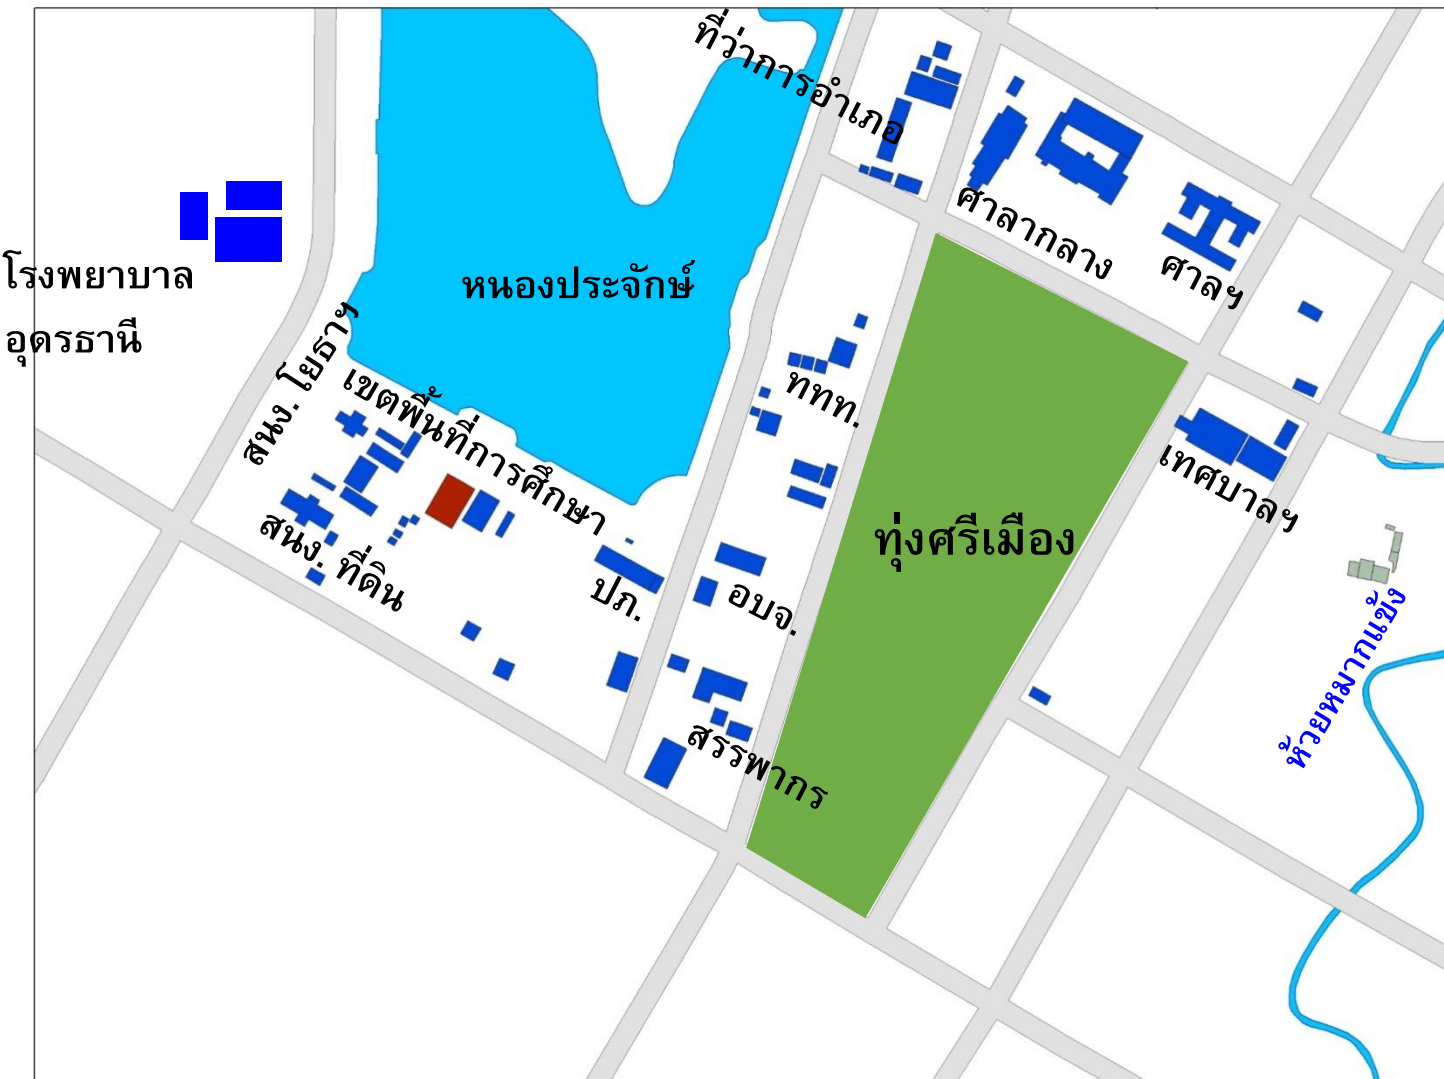 ที่ว่าการอำเภอ
ศาลากลาง
ศาลฯ
โรงพยาบาล
อุดรธานี
หนองประจักษ์
สนง. โยธาฯ
เขตพื้นที่การศึกษา
ททท.
เทศบาลฯ
สนง. ที่ดิน
ปภ.
อบจ.
ทุ่งศรีเมือง
สรรพากร
ห้วยหมากแข้ง